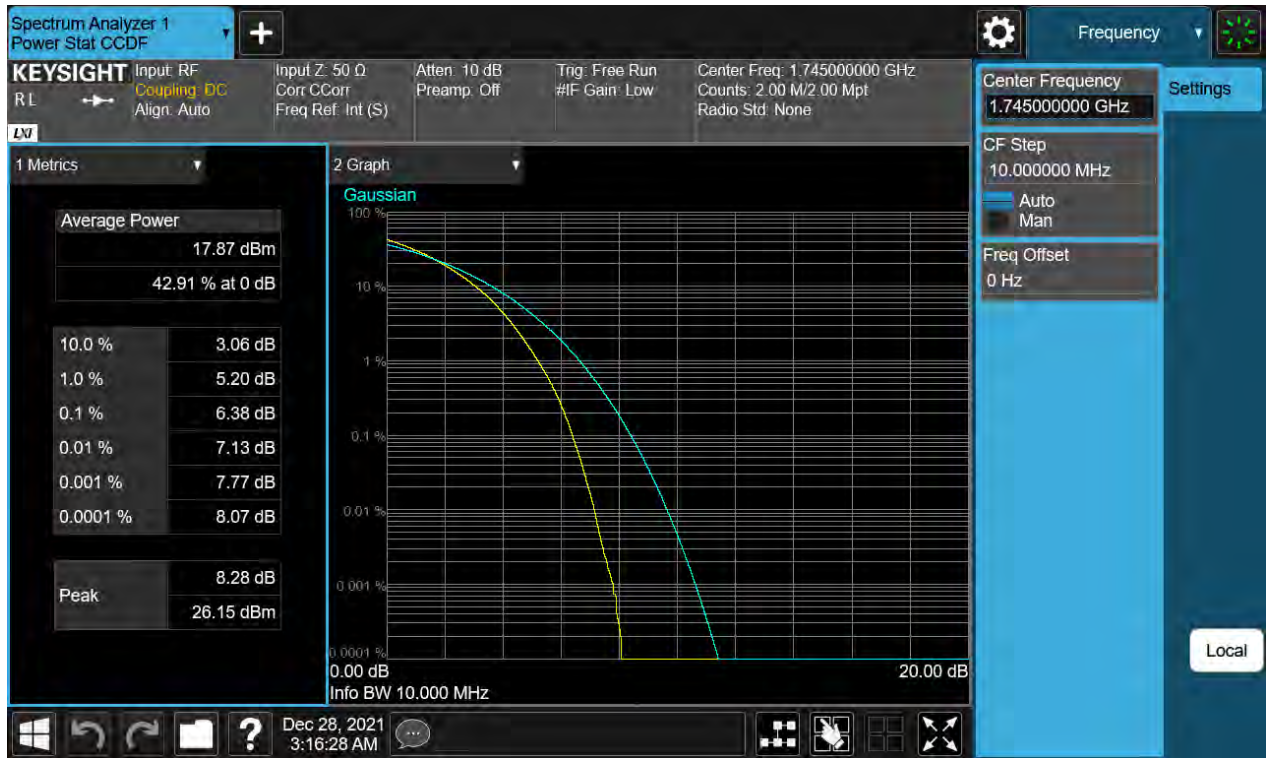 Spectrum Analyzer 1
Power Stat CCDF
+
Frequency
KEYSIGHT
RL
LXI
Input: RF
Coupling: DC
Align: Auto
Input Z: 50 Ω
Corr CCorr
Freq Ref: Int (S)
Atten: 10 dB
Preamp: Off
Trig: Free Run
#IF Gain: Low
Center Freq: 1.745000000 GHz
Counts: 2.00 M/2.00 Mpt
Radio Std: None
Center Frequency
1.745000000 GHz
Settings
CF Step
10.000000 MHz
Auto
Man
Freq Offset
0 Hz
1 Metrics
Average Power
17.87 dBm
42.91 % at 0 dB
10.0 % 3.06 dB
1.0 % 5.20 dB
0.1 % 6.38 dB
0.01 % 7.13 dB
0.001 % 7.77 dB
0.0001 % 8.07 dB
Peak 8.28 dB
26.15 dBm
2 Graph
Gaussian
100 %
10 %
1 %
0.1 %
0.01 %
0.001 %
0.0001 %
0.00 dB 20.00 dB
Info BW 10.000 MHz
Local
?
Dec 28, 2021
3:16:28 AM